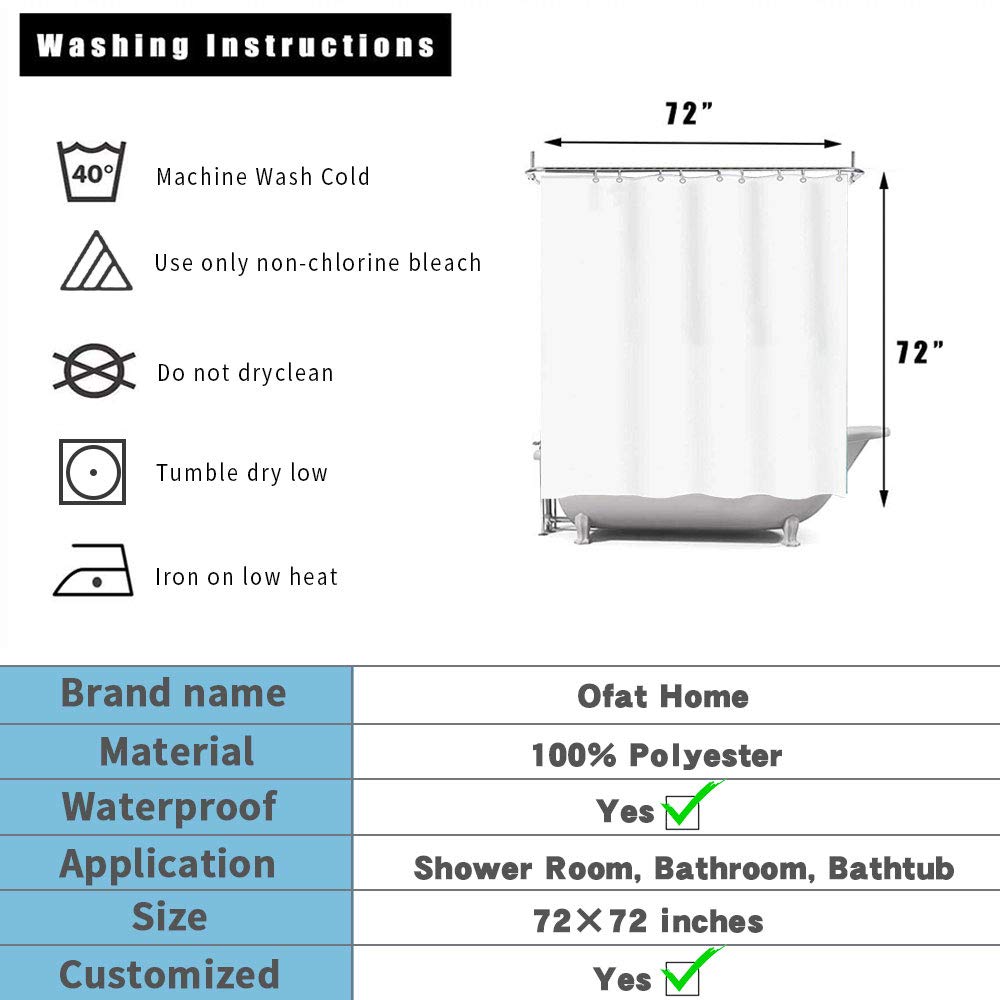 Washing Instructions
72”
40°
Machine Wash Cold
Use only non-chlorine bleach
72”
Do not dryclean
Tumble dry low
Iron on low heat
Brand name Ofat Home
Material 100% Polyester
Waterproof Yes
Application Shower Room, Bathroom, Bathtub
Size 72×72 inches
Customized Yes